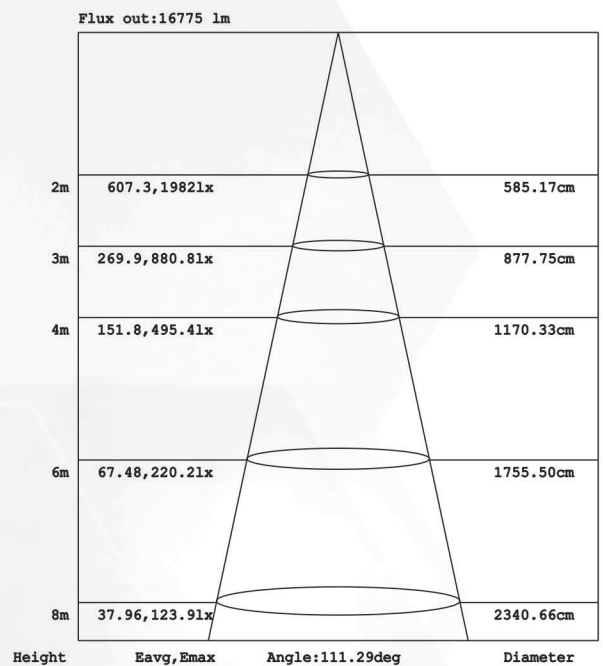 Flux out:16775 lm
2m 607.3,1982lx 585.17cm
3m 269.9,880.8lx 877.75cm
4m 151.8,495.4lx 1170.33cm
6m 67.48,220.2lx 1755.50cm
8m 37.96,123.9lx 2340.66cm
Height Eavg,Emax Angle:111.29deg Diameter